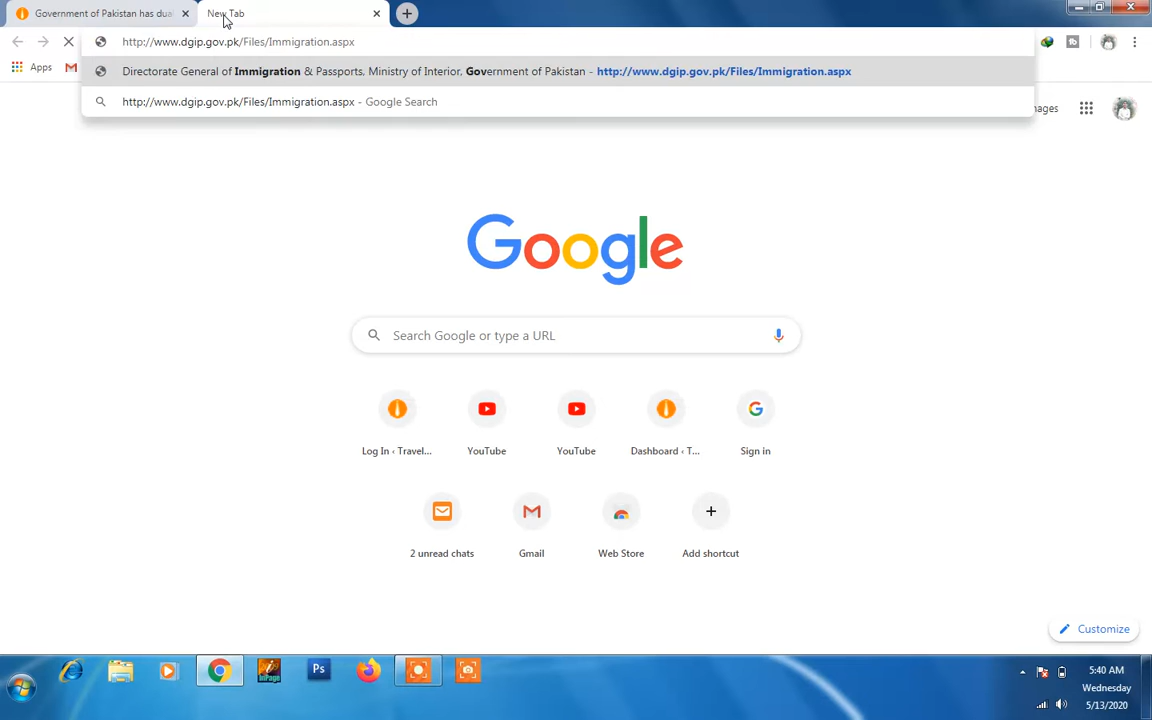 Government of Pakistan has dual
New Tab
http://www.dgip.gov.pk/Files/Immigration.aspx
Apps
Directorate General of Immigration & Passports, Ministry of Interior, Government of Pakistan - http://www.dgip.gov.pk/Files/Immigration.aspx
http://www.dgip.gov.pk/Files/Immigration.aspx - Google Search
ages
Google
Search Google or type a URL
Log In ‹ Travel...
YouTube
YouTube
Dashboard ‹ T...
Sign in
2 unread chats
Gmail
Web Store
Add shortcut
Customize
InPage
Ps
5:40 AM
Wednesday
5/13/2020